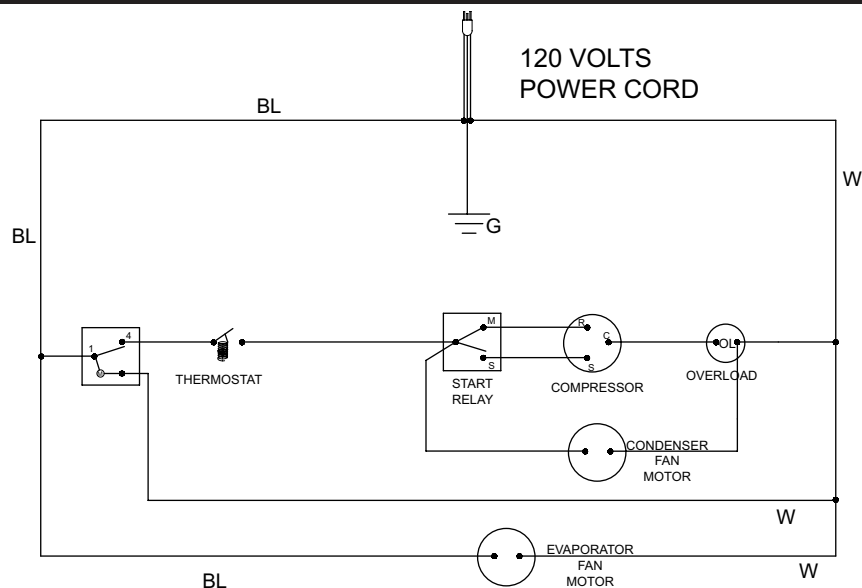 120 VOLTS
POWER CORD
BL
W
G
BL
4
1
M
THERMOSTAT
M
S
START
RELAY
R
C
S
COMPRESSOR
OL
OVERLOAD
CONDENSER
FAN
MOTOR
W
EVAPORATOR
FAN
MOTOR
BL
W